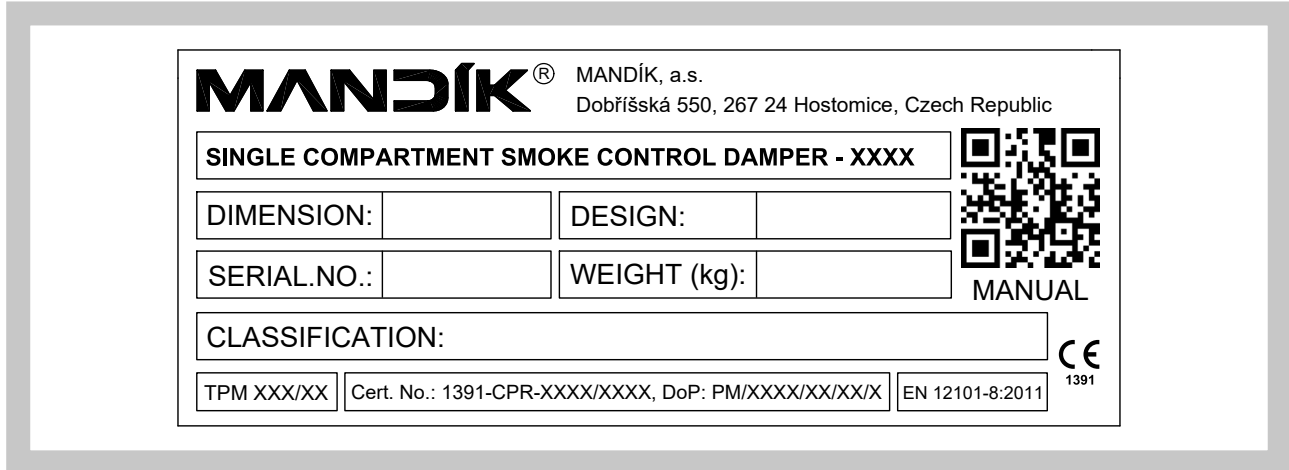 MANDÍK® MANDÍK, a.s.
Dobříšská 550, 267 24 Hostomice, Czech Republic
SINGLE COMPARTMENT SMOKE CONTROL DAMPER - XXXX
DIMENSION: DESIGN:
SERIAL.NO.: WEIGHT (kg):
MANUAL
CLASSIFICATION:
CE
1391
TPM XXX/XX Cert. No.: 1391-CPR-XXXX/XXXX, DoP: PM/XXXX/XX/XX/X EN 12101-8:2011